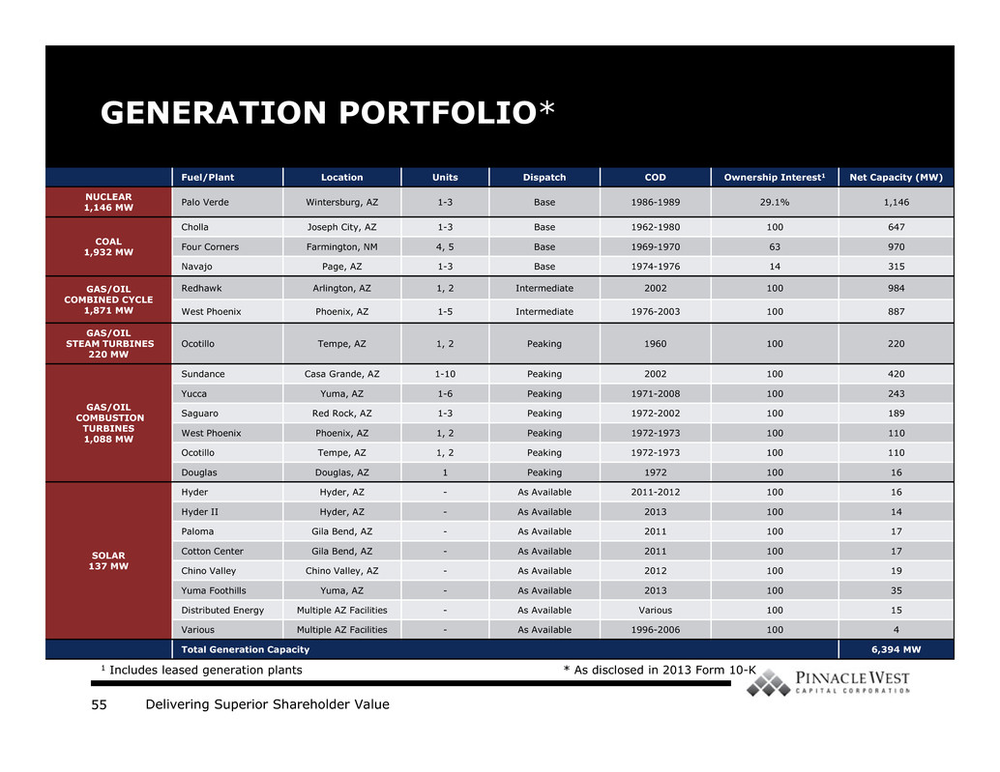 GENERATION PORTFOLIO*
Fuel/Plant Location Units Dispatch COD Ownership Interest¹ Net Capacity (MW)
NUCLEAR
1,146 MW
Palo Verde Wintersburg, AZ 1-3 Base 1986-1989 29.1% 1,146
COAL
1,932 MW
Cholla Joseph City, AZ 1-3 Base 1962-1980 100 647
Four Corners Farmington, NM 4, 5 Base 1969-1970 63 970
Navajo Page, AZ 1-3 Base 1974-1976 14 315
GAS/OIL
COMBINED CYCLE
1,871 MW
Redhawk Arlington, AZ 1, 2 Intermediate 2002 100 984
West Phoenix Phoenix, AZ 1-5 Intermediate 1976-2003 100 887
GAS/OIL
STEAM TURBINES
220 MW
Ocotillo Tempe, AZ 1, 2 Peaking 1960 100 220
GAS/OIL
COMBUSTION
TURBINES
1,088 MW
Sundance Casa Grande, AZ 1-10 Peaking 2002 100 420
Yucca Yuma, AZ 1-6 Peaking 1971-2008 100 243
Saguaro Red Rock, AZ 1-3 Peaking 1972-2002 100 189
West Phoenix Phoenix, AZ 1, 2 Peaking 1972-1973 100 110
Ocotillo Tempe, AZ 1, 2 Peaking 1972-1973 100 110
Douglas Douglas, AZ 1 Peaking 1972 100 16
SOLAR
137 MW
Hyder Hyder, AZ - As Available 2011-2012 100 16
Hyder II Hyder, AZ - As Available 2013 100 14
Paloma Gila Bend, AZ - As Available 2011 100 17
Cotton Center Gila Bend, AZ - As Available 2011 100 17
Chino Valley Chino Valley, AZ - As Available 2012 100 19
Yuma Foothills Yuma, AZ - As Available 2013 100 35
Distributed Energy Multiple AZ Facilities - As Available Various 100 15
Various Multiple AZ Facilities - As Available 1996-2006 100 4
Total Generation Capacity 6,394 MW
¹ Includes leased generation plants
* As disclosed in 2013 Form 10-K
PINNACLE WEST
CAPITAL CORPORATION
55 Delivering Superior Shareholder Value